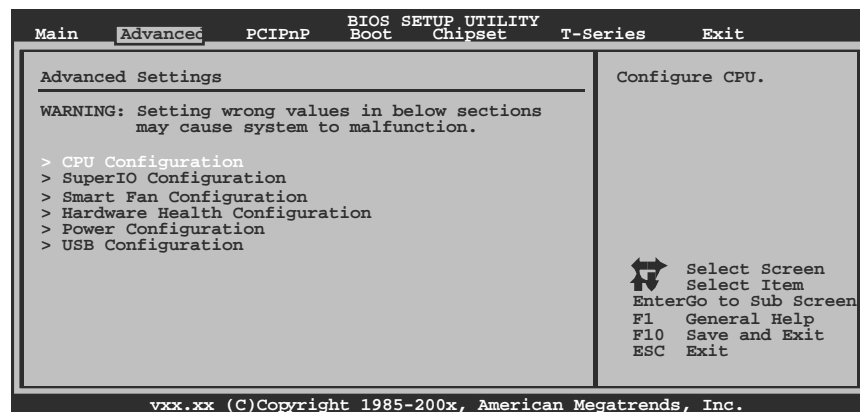 BIOS SETUP UTILITY
Main Advanced PCIPnP Boot Chipset T-Series Exit
Advanced Settings
WARNING: Setting wrong values in below sections
may cause system to malfunction.
> CPU Configuration
> SuperIO Configuration
> Smart Fan Configuration
> Hardware Health Configuration
> Power Configuration
> USB Configuration
Configure CPU.
Select Screen
Select Item
EnterGo to Sub Screen
F1 General Help
F10 Save and Exit
ESC Exit
vxx.xx (C)Copyright 1985-200x, American Megatrends, Inc.